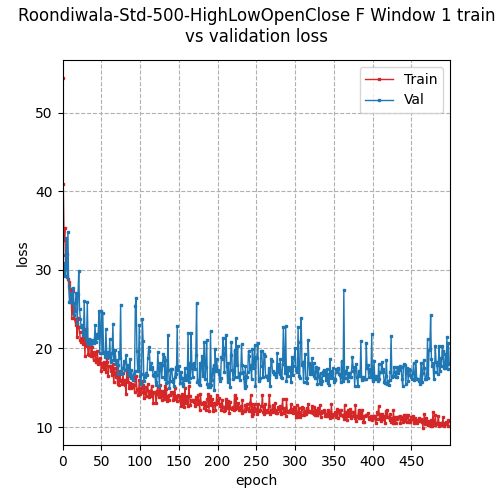 Roondiwala-Std-500-HighLowOpenClose F Window 1 train
vs validation loss
Train
Val
loss
50
40
30
20
10
0 50 100 150 200 250 300 350 400 450
epoch